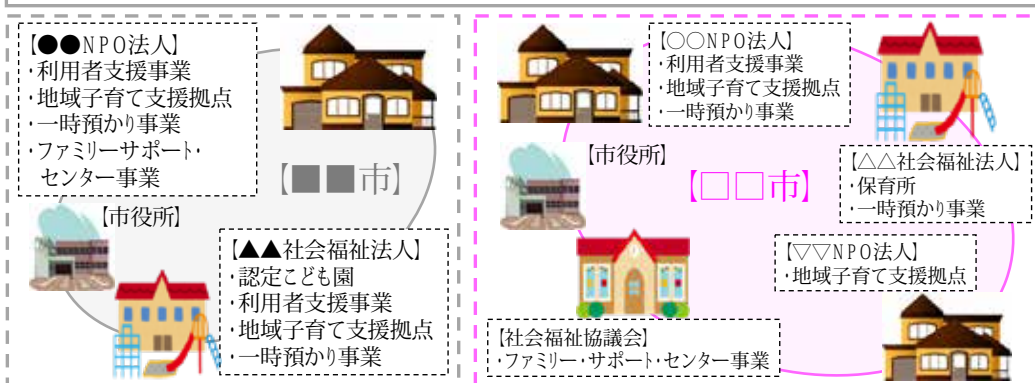 【●●NPO法人】
・利用者支援事業
・地域子育て支援拠点
・一時預かり事業
・ファミリーサポート・
センター事業
【■■市】
【市役所】
【▲▲社会福祉法人】
・認定こども園
・利用者支援事業
・地域子育て支援拠点
・一時預かり事業
【○○NPO法人】
・利用者支援事業
・地域子育て支援拠点
・一時預かり事業
【市役所】
【□□市】
【△△社会福祉法人】
・保育所
・一時預かり事業
【▽▽NPO法人】
・地域子育て支援拠点
【社会福祉協議会】
・ファミリー・サポート・センター事業